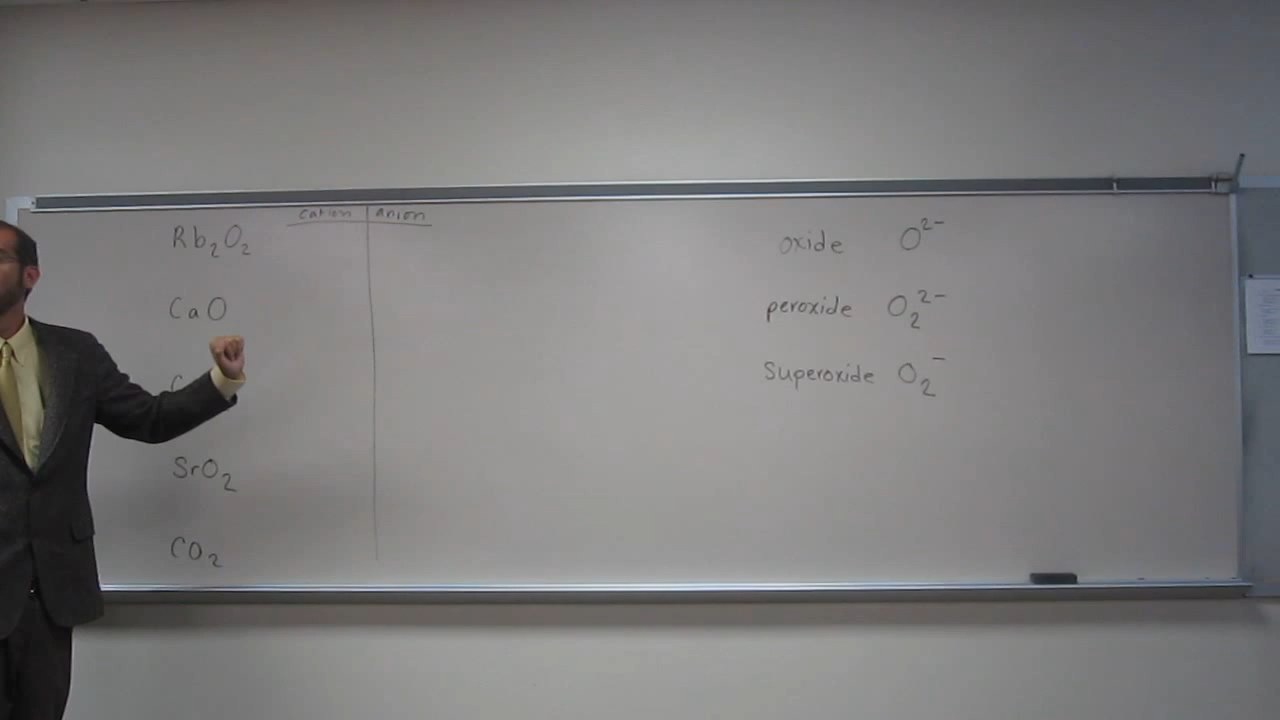 cation anion
Rb₂O₂
CaO
SrO₂
CO₂
oxide O²⁻
peroxide O₂²⁻
Superoxide O₂⁻